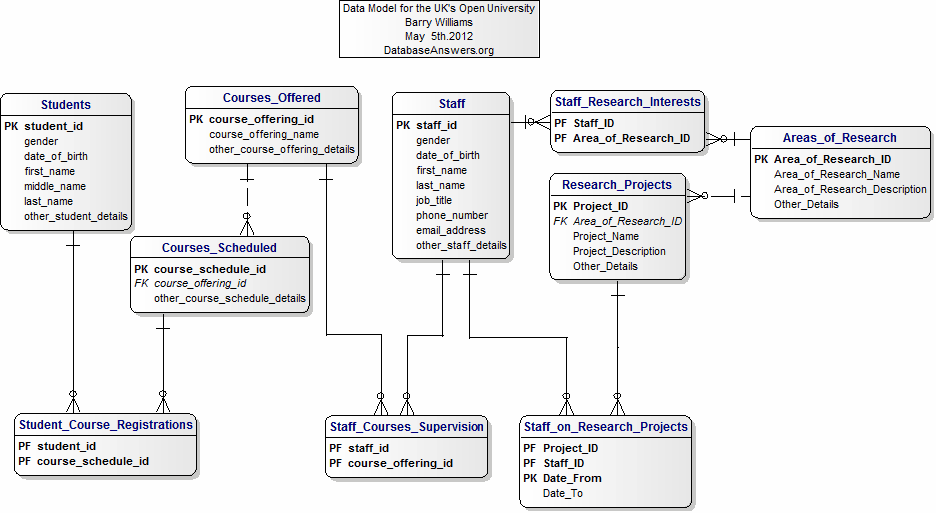 Data Model for the UK's Open University
Barry Williams
May 5th.2012
DatabaseAnswers.org
Students
PK student_id
gender
date_of_birth
first_name
middle_name
last_name
other_student_details
Courses_Offered
PK course_offering_id
course_offering_name
other_course_offering_details
Staff
PK staff_id
gender
date_of_birth
first_name
last_name
job_title
phone_number
email_address
other_staff_details
Staff_Research_Interests
PF Staff_ID
PF Area_of_Research_ID
Areas_of_Research
PK Area_of_Research_ID
Area_of_Research_Name
Area_of_Research_Description
Other_Details
Research_Projects
PK Project_ID
FK Area_of_Research_ID
Project_Name
Project_Description
Other_Details
Courses_Scheduled
PK course_schedule_id
FK course_offering_id
other_course_schedule_details
Student_Course_Registrations
PF student_id
PF course_schedule_id
Staff_Courses_Supervision
PF staff_id
PF course_offering_id
Staff_on_Research_Projects
PF Project_ID
PF Staff_ID
PK Date_From
Date_To